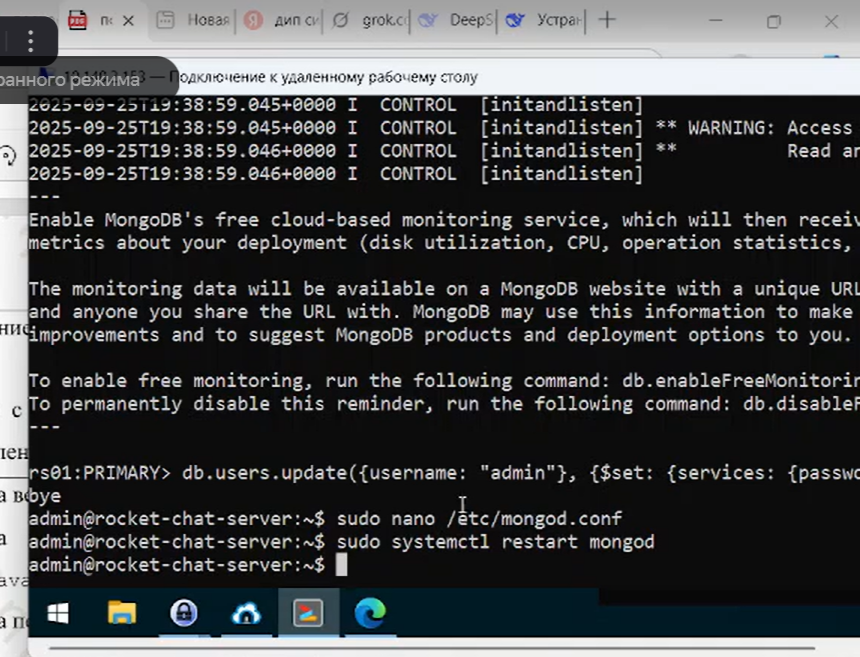 Новая
дип си
grok.c
DeepS
Устран
ранного режима
— Подключение к удаленному рабочему столу
2025-09-25T19:38:59.045+0000 I  CONTROL  [initandlisten]
2025-09-25T19:38:59.045+0000 I  CONTROL  [initandlisten] ** WARNING: Access
2025-09-25T19:38:59.046+0000 I  CONTROL  [initandlisten] **          Read an
2025-09-25T19:38:59.046+0000 I  CONTROL  [initandlisten]
---
Enable MongoDB's free cloud-based monitoring service, which will then receiv
metrics about your deployment (disk utilization, CPU, operation statistics,
The monitoring data will be available on a MongoDB website with a unique URL
and anyone you share the URL with. MongoDB may use this information to make
improvements and to suggest MongoDB products and deployment options to you.
To enable free monitoring, run the following command: db.enableFreeMonitorin
To permanently disable this reminder, run the following command: db.disableF
---
rs01:PRIMARY> db.users.update({username: "admin"}, {$set: {services: {passwo
bye
admin@rocket-chat-server:~$ sudo nano /etc/mongod.conf
admin@rocket-chat-server:~$ sudo systemctl restart mongod
admin@rocket-chat-server:~$